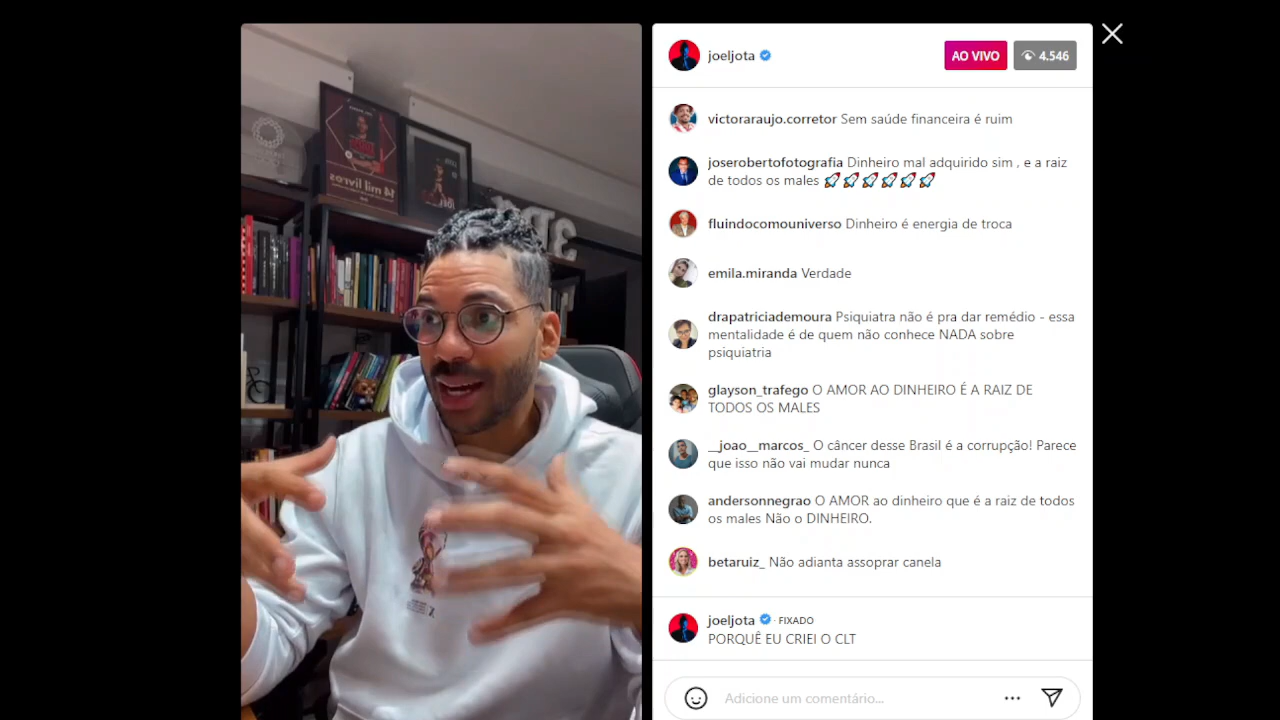 joeljota
AO VIVO
4.546
victoraraujo.corretor Sem saúde financeira é ruim
joserobertofotografia Dinheiro mal adquirido sim , e a raiz
de todos os males 🚀🚀🚀🚀🚀🚀
fluindocomouniverso Dinheiro é energia de troca
emila.miranda Verdade
drapatriciademoura Psiquiatra não é pra dar remédio - essa
mentalidade é de quem não conhece NADA sobre
psiquiatria
glayson_trafego O AMOR AO DINHEIRO É A RAIZ DE
TODOS OS MALES
__joao__marcos_ O câncer desse Brasil é a corrupção! Parece
que isso não vai mudar nunca
andersonnegrao O AMOR ao dinheiro que é a raiz de todos
os males Não o DINHEIRO.
betaruiz_ Não adianta assoprar canela
joeljota · FIXADO
PORQUÊ EU CRIEI O CLT
Adicione um comentário...
14 mil livros